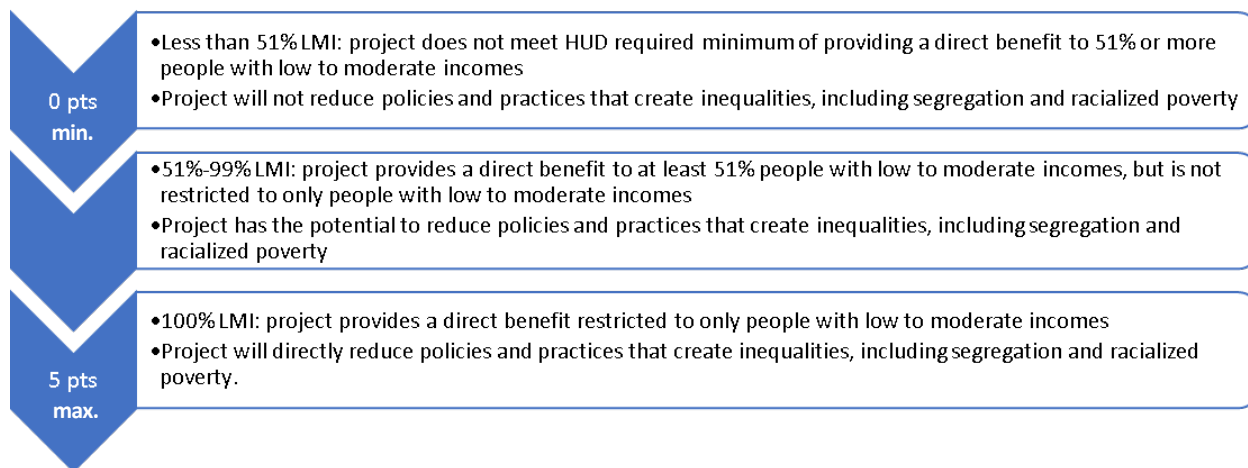 •Less than 51% LMI: project does not meet HUD required minimum of providing a direct benefit to 51% or more
people with low to moderate incomes
•Project will not reduce policies and practices that create inequalities, including segregation and racialized poverty
0 pts
min.
•51%-99% LMI: project provides a direct benefit to at least 51% people with low to moderate incomes, but is not
restricted to only people with low to moderate incomes
•Project has the potential to reduce policies and practices that create inequalities, including segregation and
racialized poverty
•100% LMI: project provides a direct benefit restricted to only people with low to moderate incomes
•Project will directly reduce policies and practices that create inequalities, including segregation and racialized
poverty.
5 pts
max.